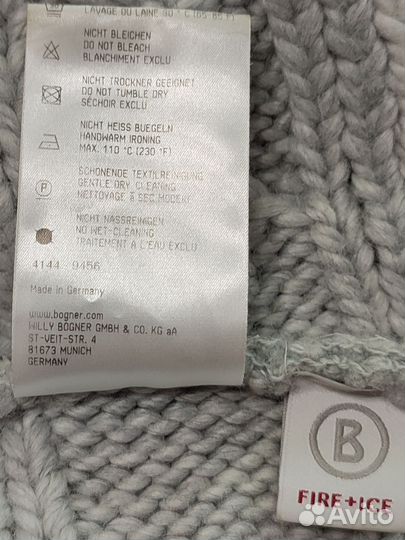 LAVAGE DU LAINE 30° C (85/86 F)
NICHT BLEICHEN
DO NOT BLEACH
BLANCHIMENT EXCLU
NICHT TROCKNER GEEIGNET
DO NOT TUMBLE DRY
SÉCHOIR EXCLU
NICHT HEISS BUEGELN
HANDWARM IRONING
MAX. 110 °C (230 °F)
SCHONENDE TEXTILREINIGUNG
GENTLE DRY CLEANING
NETTOYAGE À SEC MODÉRÉ
P
NICHT NASSREINIGEN
NO WET-CLEANING
TRAITEMENT A L'EAU EXCLU
4144 9456
Made in Germany
www.bogner.com
WILLY BOGNER GMBH & CO. KG aA
ST-VEIT-STR. 4
81673 MUNICH
GERMANY
B
FIRE+ICE
Avito